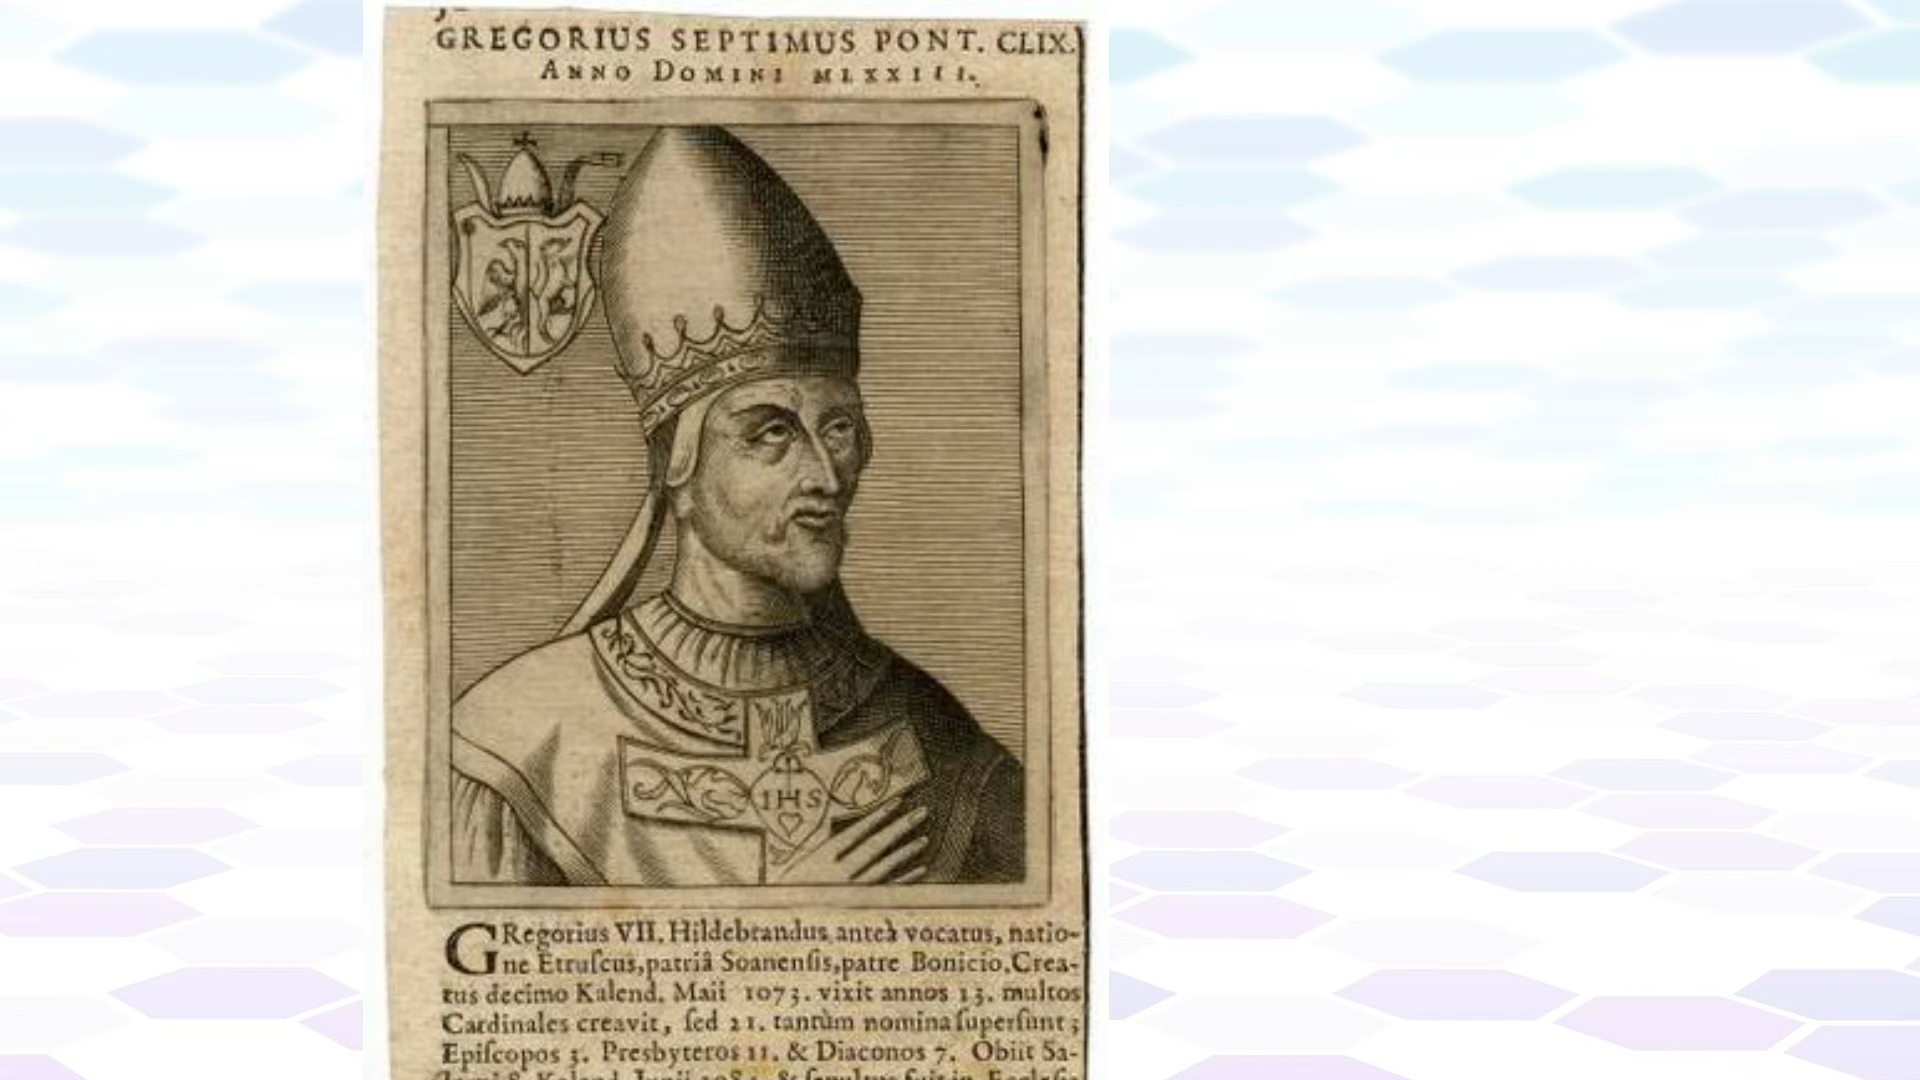 GREGORIUS SEPTIMUS PONT. CLIX.
ANNO DOMINI MLXXIII.
IHS
GRegorius VII. Hildebrandus anteà vocatus, natio-
ne Etruſcus, patriâ Soanenſis, patre Bonicio. Crea-
tus decimo Kalend. Maii 1073. vixit annos 13. multos
Cardinales creavit, ſed 21. tantùm nomina ſuperſunt;
Epiſcopos 3. Presbyteros 11. & Diaconos 7. Obiit Sa-